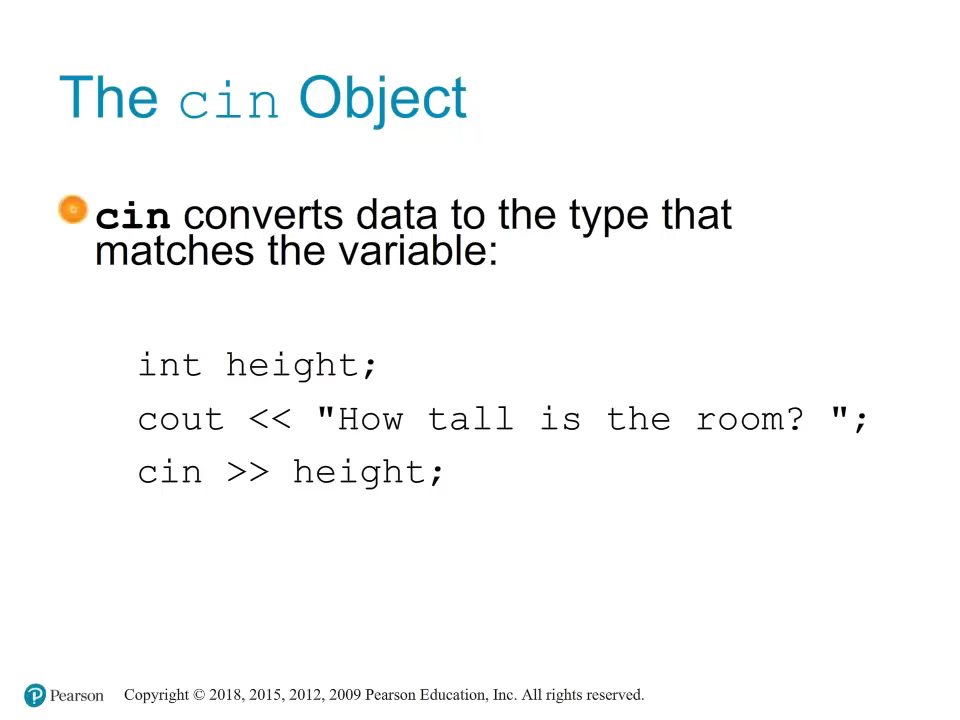 The cin Object
cin converts data to the type that
matches the variable:
int height;
cout << "How tall is the room? ";
cin >> height;
Pearson Copyright © 2018, 2015, 2012, 2009 Pearson Education, Inc. All rights reserved.